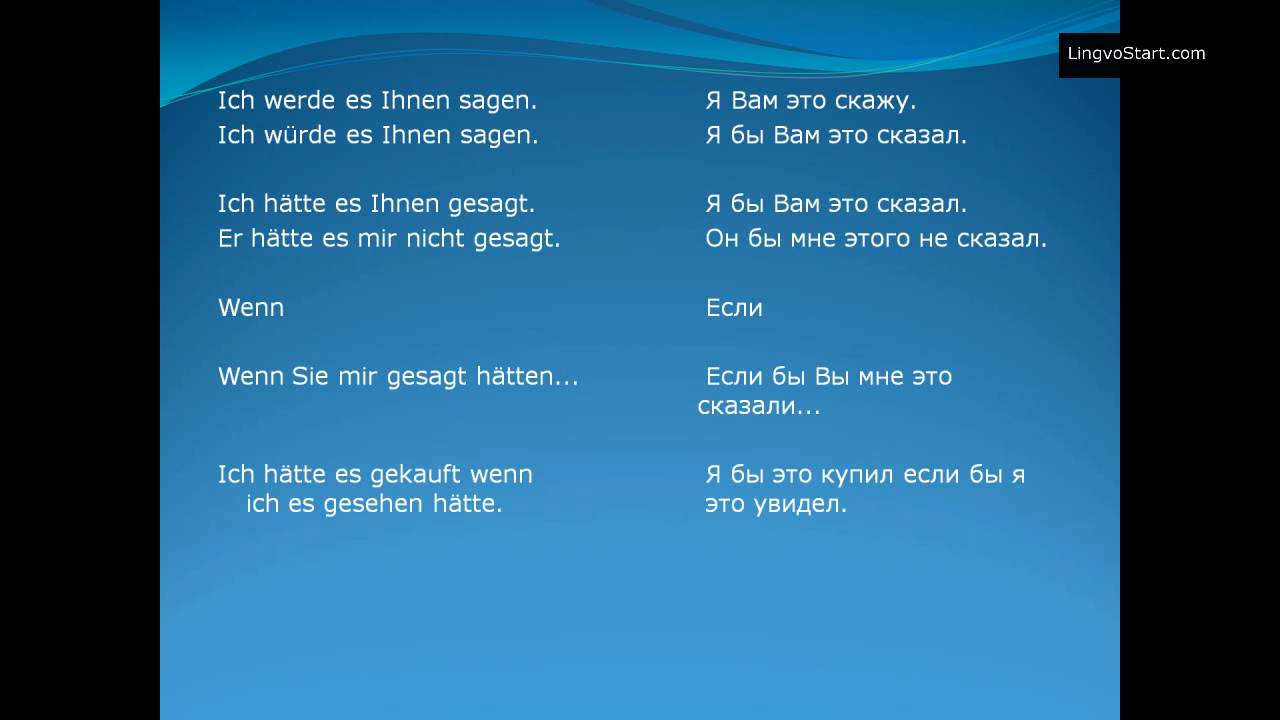 LingvoStart.com
Ich werde es Ihnen sagen. Я Вам это скажу.
Ich würde es Ihnen sagen. Я бы Вам это сказал.
Ich hätte es Ihnen gesagt. Я бы Вам это сказал.
Er hätte es mir nicht gesagt. Он бы мне этого не сказал.
Wenn Если
Wenn Sie mir gesagt hätten... Если бы Вы мне это
сказали...
Ich hätte es gekauft wenn Я бы это купил если бы я
ich es gesehen hätte. это увидел.